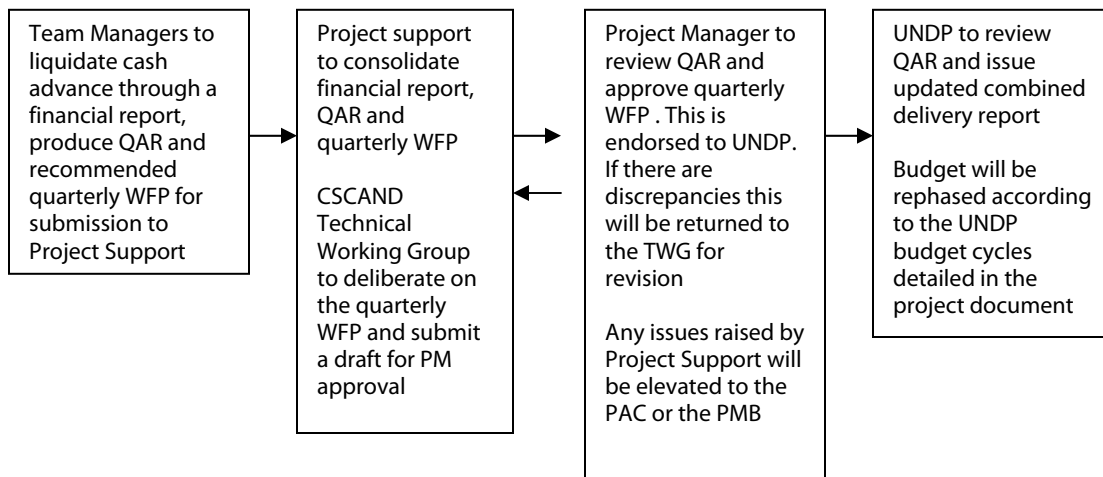 Team Managers to
liquidate cash
advance through a
financial report,
produce QAR and
recommended
quarterly WFP for
submission to
Project Support
Project support
to consolidate
financial report,
QAR and
quarterly WFP
CSCAND
Technical
Working Group
to deliberate on
the quarterly
WFP and submit
a draft for PM
approval
Project Manager to
review QAR and
approve quarterly
WFP . This is
endorsed to UNDP.
If there are
discrepancies this
will be returned to
the TWG for
revision
Any issues raised by
Project Support will
be elevated to the
PAC or the PMB
UNDP to review
QAR and issue
updated combined
delivery report
Budget will be
rephased according
to the UNDP
budget cycles
detailed in the
project document